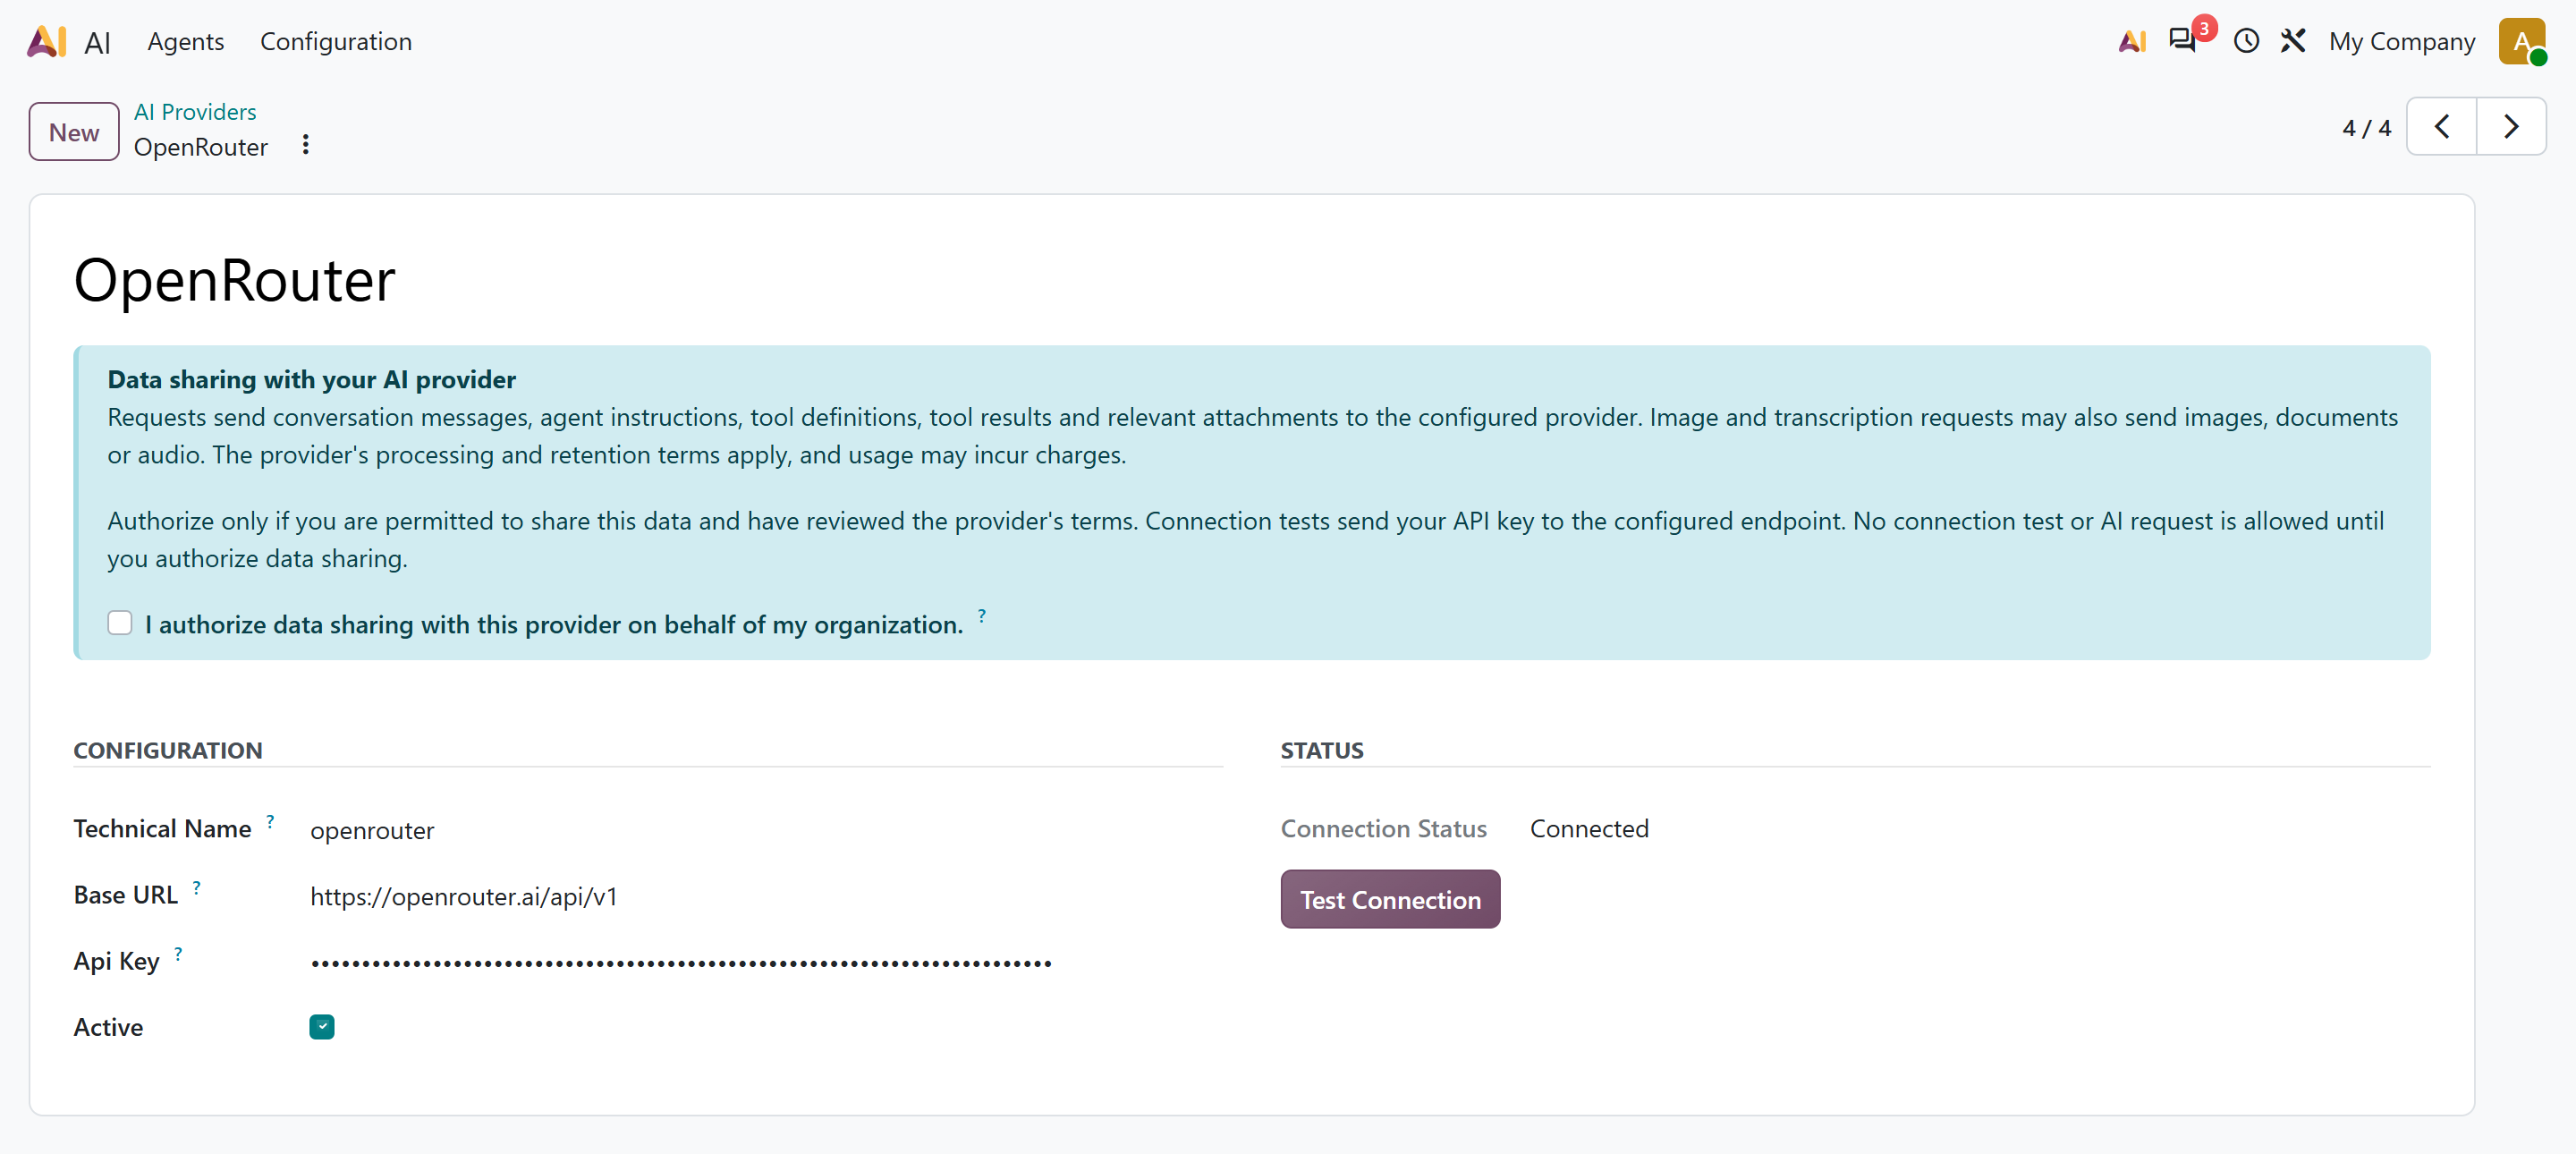 AI AI Agents Configuration
AI 3 My Company A
New
AI Providers
OpenRouter
4 / 4
OpenRouter
Data sharing with your AI provider
Requests send conversation messages, agent instructions, tool definitions, tool results and relevant attachments to the configured provider. Image and transcription requests may also send images, documents
or audio. The provider's processing and retention terms apply, and usage may incur charges.
Authorize only if you are permitted to share this data and have reviewed the provider's terms. Connection tests send your API key to the configured endpoint. No connection test or AI request is allowed until
you authorize data sharing.
I authorize data sharing with this provider on behalf of my organization. ?
CONFIGURATION
Technical Name ? openrouter
Base URL ? https://openrouter.ai/api/v1
Api Key ? •••••••••••••••••••••••••••••••••••••••••••••••••••••••••••••••••••••••••
Active
STATUS
Connection Status Connected
Test Connection